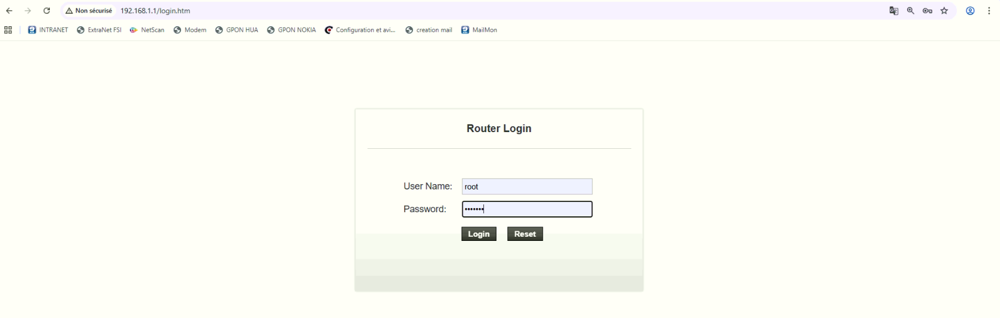 Non sécurisé 192.168.1.1/login.htm
INTRANET ExtraNet FSI NetScan Modem GPON HUA GPON NOKIA Configuration et avi... creation mail MailMon
Router Login
User Name: root
Password: •••••••
Login Reset